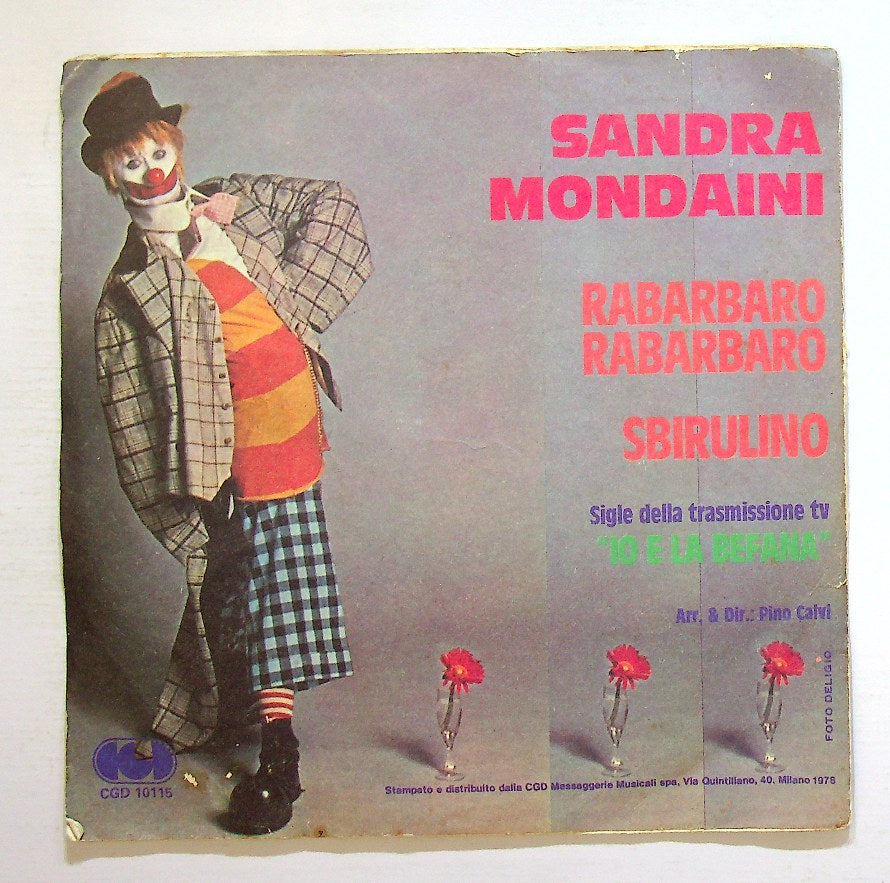 SANDRA
MONDAINI
RABARBARO
RABARBARO
SBIRULINO
Sigle della trasmissione tv
"IO E LA BEFANA"
Arr. & Dir.: Pino Calvi
FOTO DELIGIO
CGD
CGD 10115
Stampato e distribuito dalla CGD Messaggerie Musicali spa, Via Quintiliano, 40, Milano 1978